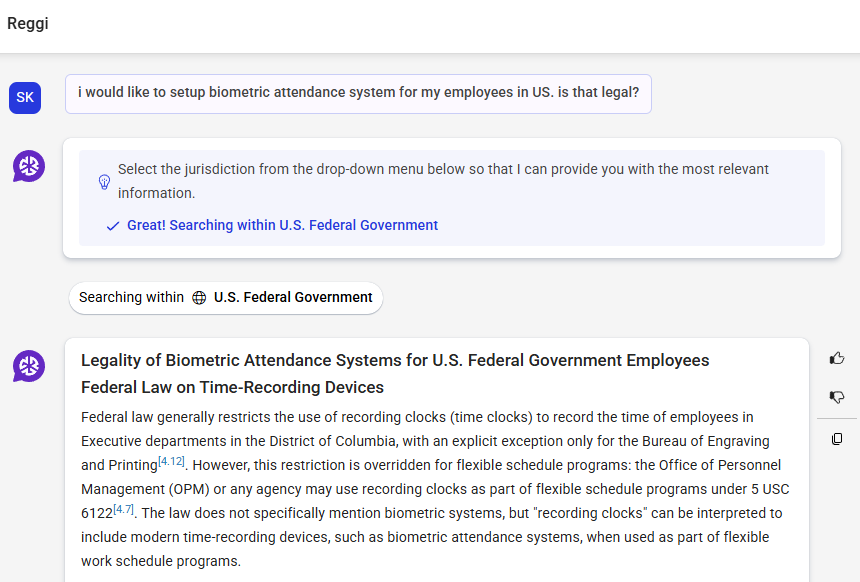 Reggi
SK
i would like to setup biometric attendance system for my employees in US. is that legal?
Select the jurisdiction from the drop-down menu below so that I can provide you with the most relevant
information.
Great! Searching within U.S. Federal Government
Searching within U.S. Federal Government
Legality of Biometric Attendance Systems for U.S. Federal Government Employees
Federal Law on Time-Recording Devices
Federal law generally restricts the use of recording clocks (time clocks) to record the time of employees in
Executive departments in the District of Columbia, with an explicit exception only for the Bureau of Engraving
and Printing[4.12]. However, this restriction is overridden for flexible schedule programs: the Office of Personnel
Management (OPM) or any agency may use recording clocks as part of flexible schedule programs under 5 USC
6122[4.7]. The law does not specifically mention biometric systems, but "recording clocks" can be interpreted to
include modern time-recording devices, such as biometric attendance systems, when used as part of flexible
work schedule programs.